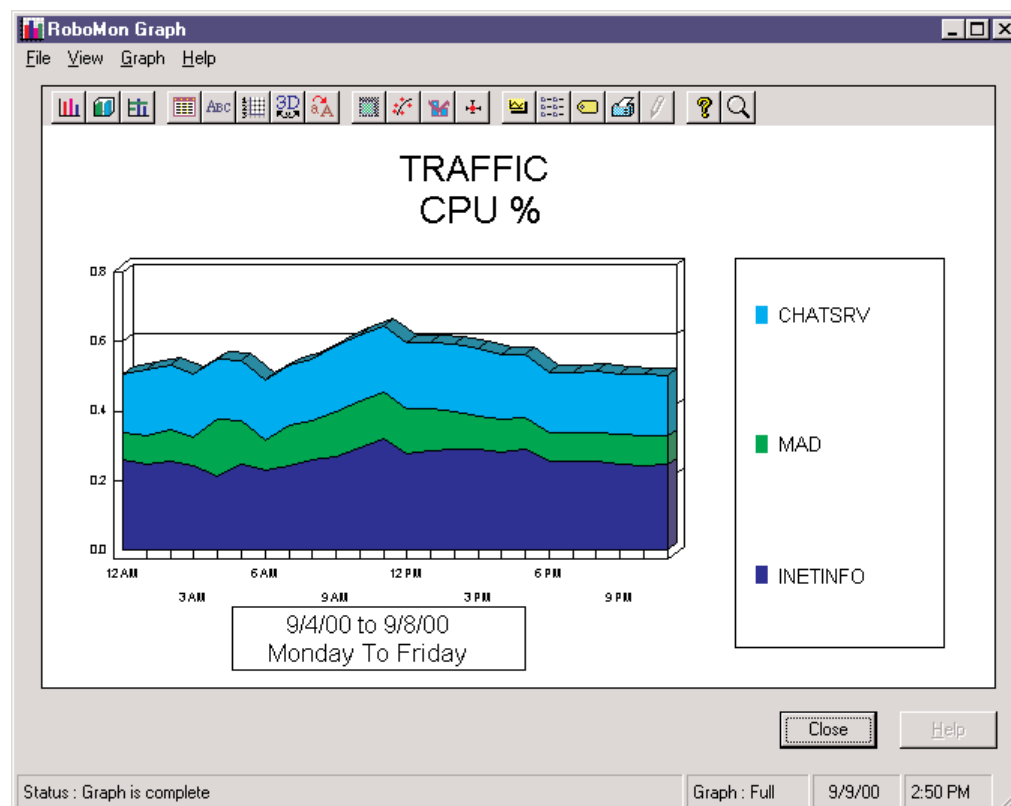 RoboMon Graph
File View Graph Help
ABC 3D A
TRAFFIC
CPU %
0.8
0.6
0.4
0.2
0.0
12 AM 6 AM 12 PM 6 PM
3 AM 9 AM 3 PM 9 PM
9/4/00 to 9/8/00
Monday To Friday
CHATSRV
MAD
INETINFO
Close Help
Status : Graph is complete Graph : Full 9/9/00 2:50 PM